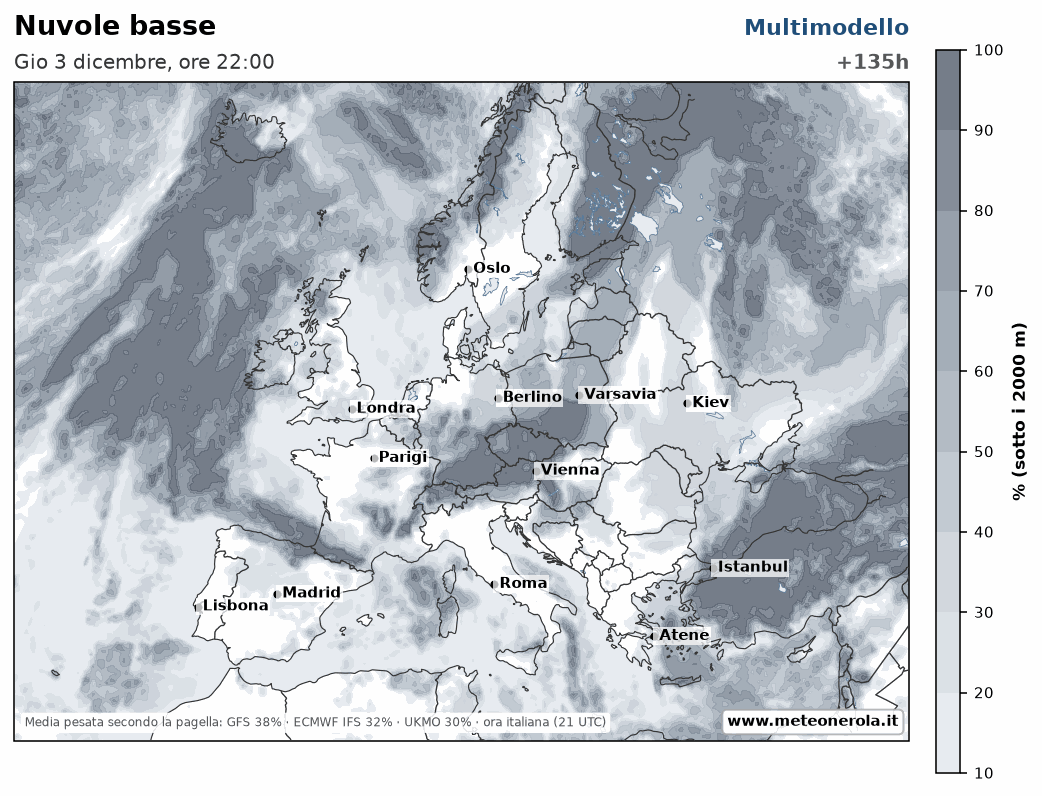 Nuvole basse
Multimodello
Gio 3 dicembre, ore 22:00
+135h
Oslo
Londra
Berlino
Varsavia
Kiev
Parigi
Vienna
Istanbul
Roma
Madrid
Lisbona
Atene
Media pesata secondo la pagella: GFS 38% · ECMWF IFS 32% · UKMO 30% · ora italiana (21 UTC)
www.meteonerola.it
100
90
80
70
60
50
40
30
20
10
% (sotto i 2000 m)